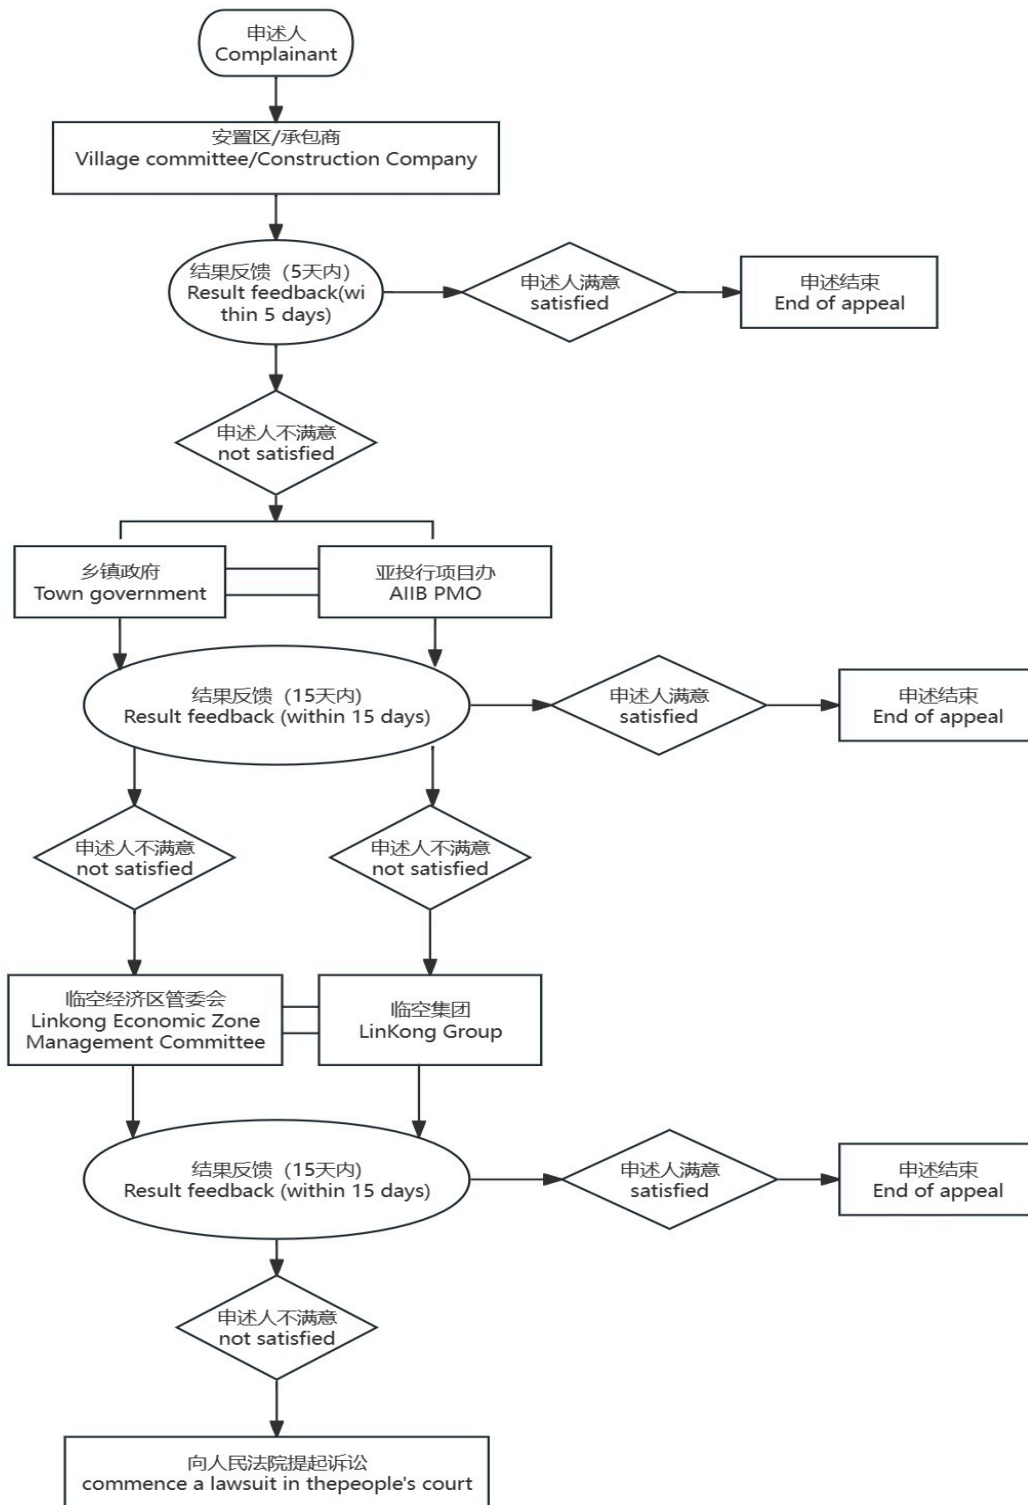 申述人
Complainant
安置区/承包商
Village committee/Construction Company
结果反馈（5天内）
Result feedback(wi
thin 5 days)
申述人满意
satisfied
申述结束
End of appeal
申述人不满意
not satisfied
乡镇政府
Town government
亚投行项目办
AIIB PMO
结果反馈（15天内）
Result feedback (within 15 days)
申述人满意
satisfied
申述结束
End of appeal
申述人不满意
not satisfied
申述人不满意
not satisfied
临空经济区管委会
Linkong Economic Zone
Management Committee
临空集团
LinKong Group
结果反馈（15天内）
Result feedback (within 15 days)
申述人满意
satisfied
申述结束
End of appeal
申述人不满意
not satisfied
向人民法院提起诉讼
commence a lawsuit in thepeople's court